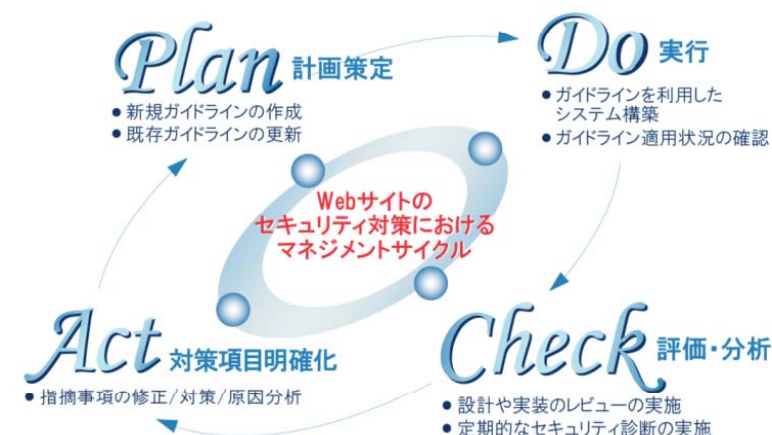 Plan 計画策定
● 新規ガイドラインの作成
● 既存ガイドラインの更新
Do 実行
● ガイドラインを利用した
システム構築
● ガイドライン適用状況の確認
Webサイトの
セキュリティ対策における
マネジメントサイクル
Act 対策項目明確化
● 指摘事項の修正/対策/原因分析
Check 評価・分析
● 設計や実装のレビューの実施
● 定期的なセキュリティ診断の実施